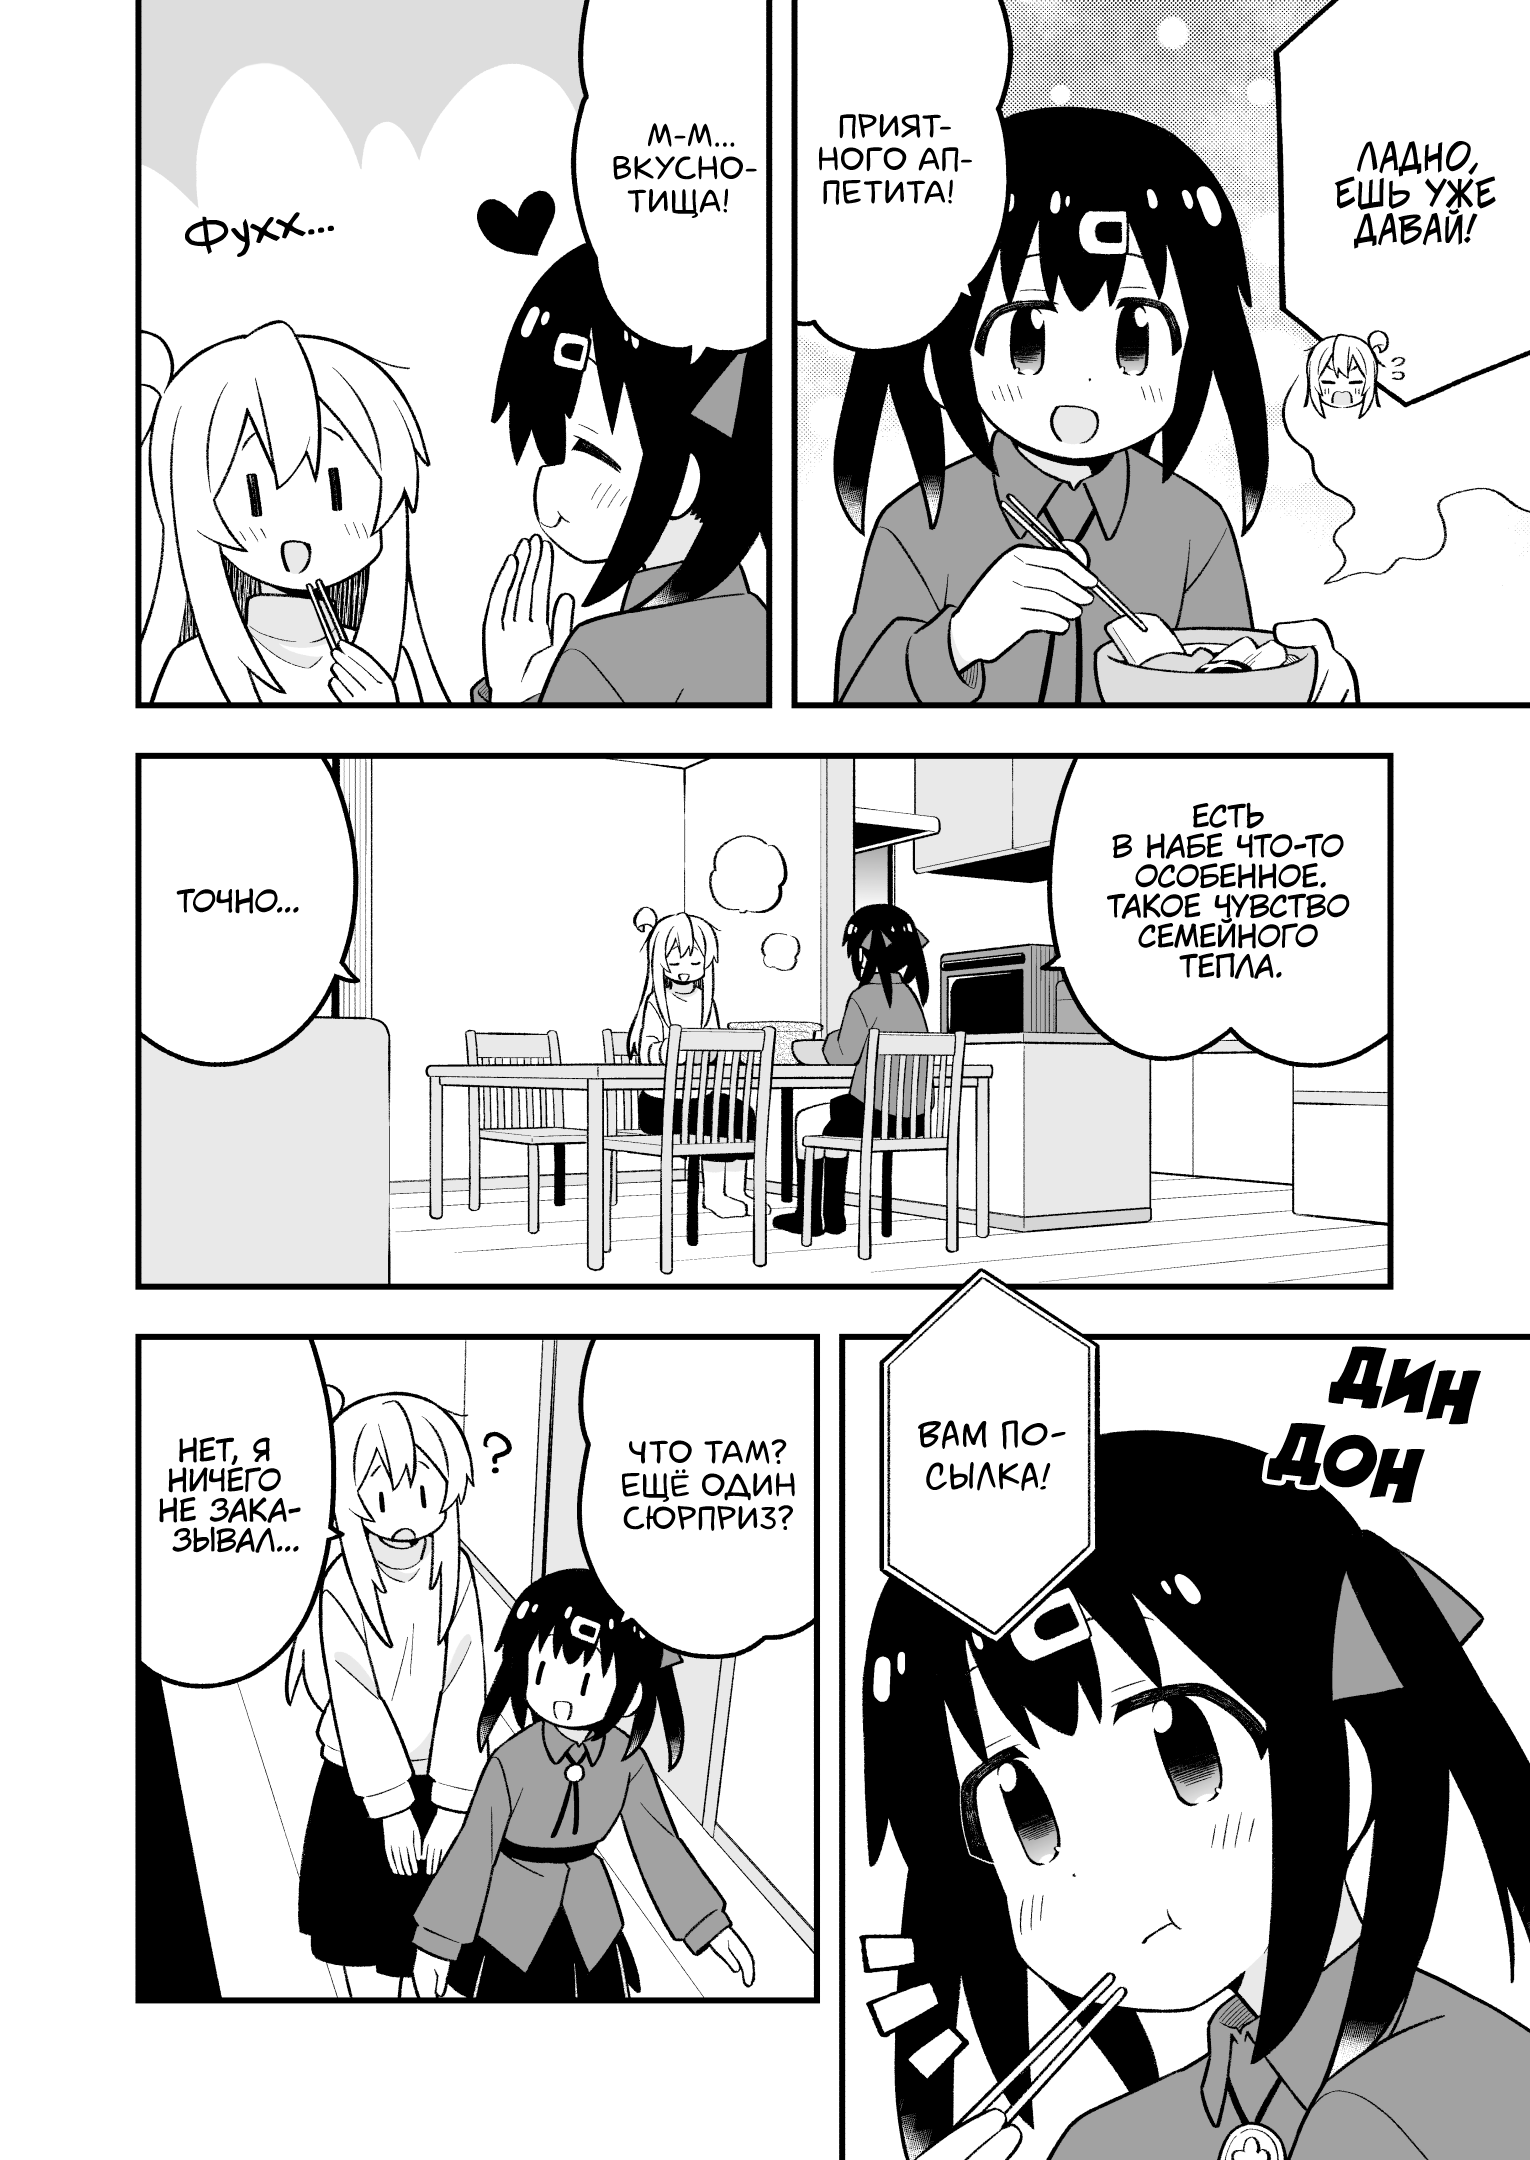 ЛАДНО,
ЕШЬ УЖЕ
ДАВАЙ!
ПРИЯТ-
НОГО АП-
ПЕТИТА!
М-М...
ВКУСНО-
ТИЩА!
Фухх...
ЕСТЬ
В НАБЕ ЧТО-ТО
ОСОБЕННОЕ.
ТАКОЕ ЧУВСТВО
СЕМЕЙНОГО
ТЕПЛА.
ТОЧНО...
ДИН
ДОН
ВАМ ПО-
СЫЛКА!
ЧТО ТАМ?
ЕЩЁ ОДИН
СЮРПРИЗ?
?
НЕТ, Я
НИЧЕГО
НЕ ЗАКА-
ЗЫВАЛ...